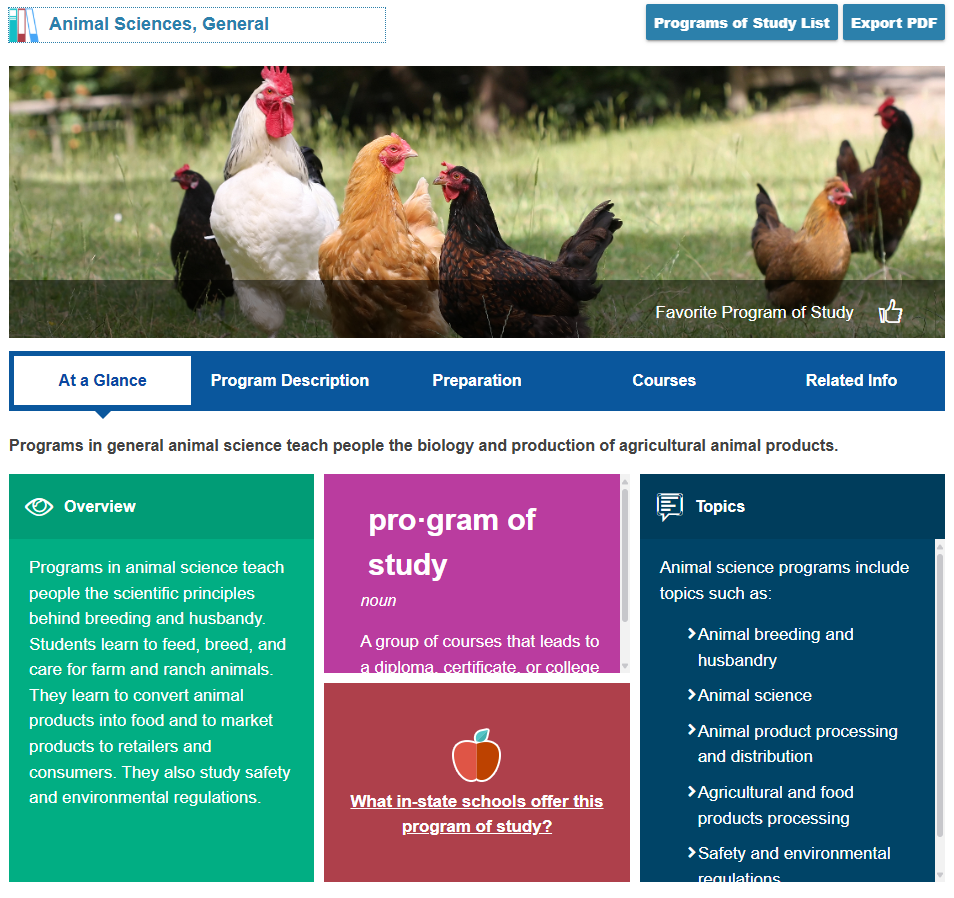 Animal Sciences, General
Programs of Study List
Export PDF
Favorite Program of Study
At a Glance
Program Description
Preparation
Courses
Related Info
Programs in general animal science teach people the biology and production of agricultural animal products.
Overview
Programs in animal science teach
people the scientific principles
behind breeding and husbandy.
Students learn to feed, breed, and
care for farm and ranch animals.
They learn to convert animal
products into food and to market
products to retailers and
consumers. They also study safety
and environmental regulations.
pro·gram of
study
noun
A group of courses that leads to
a diploma, certificate, or college
What in-state schools offer this
program of study?
Topics
Animal science programs include
topics such as:
Animal breeding and
husbandry
Animal science
Animal product processing
and distribution
Agricultural and food
products processing
Safety and environmental
regulations